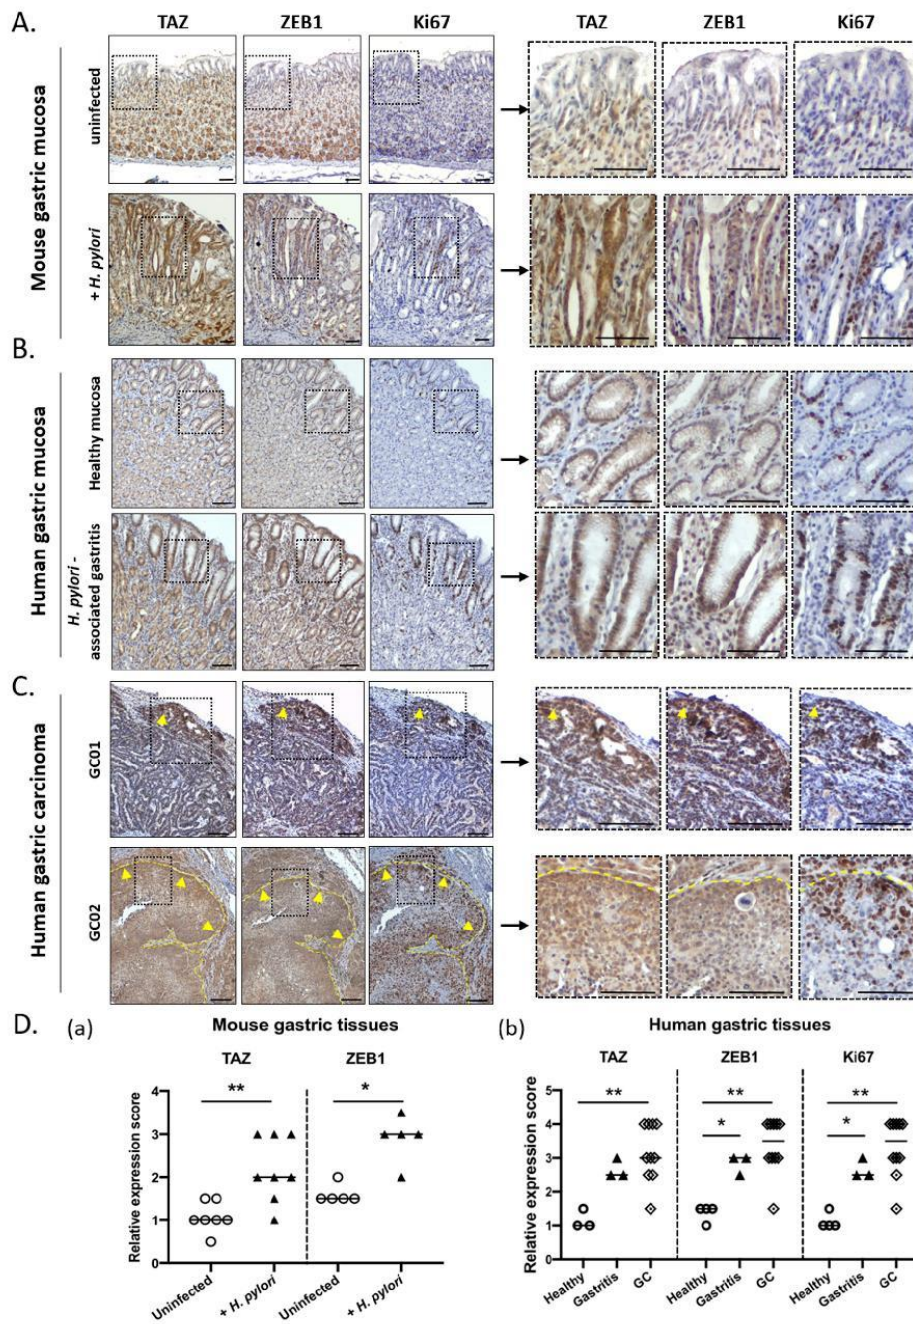 A.
TAZ ZEB1 Ki67 TAZ ZEB1 Ki67
Mouse gastric mucosa
uninfected
+ H. pylori
B.
Human gastric mucosa
Healthy mucosa
H. pylori -
associated gastritis
C.
Human gastric carcinoma
GC01
GC02
D.
(a) Mouse gastric tissues
TAZ ZEB1
Relative expression score
** *
4
3
2
1
0
Uninfected + H. pylori Uninfected + H. pylori
(b) Human gastric tissues
TAZ ZEB1 Ki67
Relative expression score
** ** **
* *
5
4
3
2
1
0
Healthy Gastritis GC Healthy Gastritis GC Healthy Gastritis GC